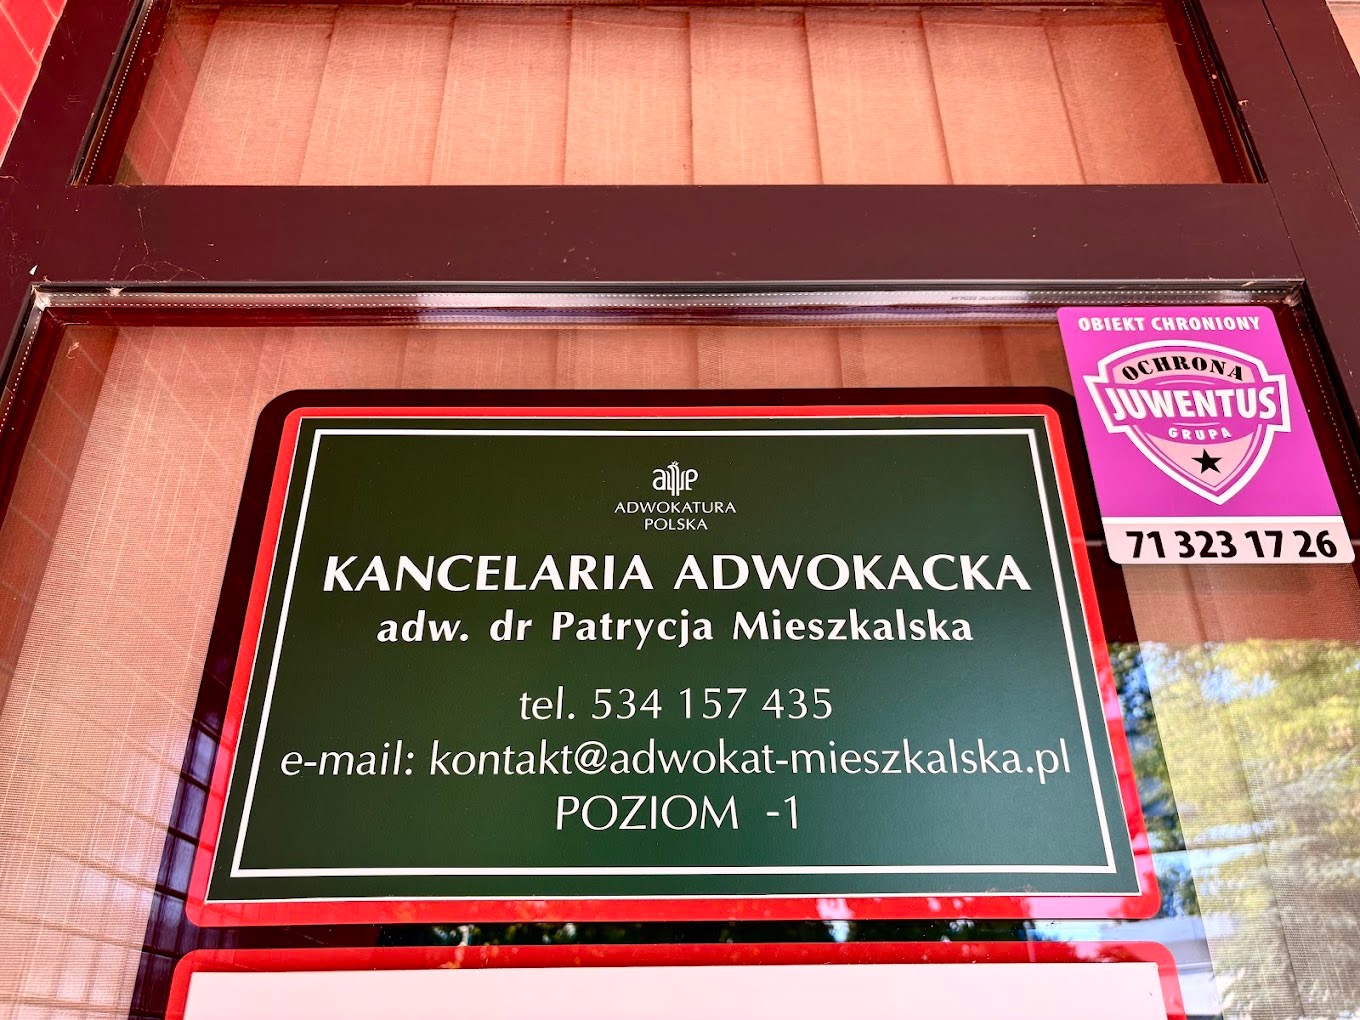 OBIEKT CHRONIONY
OCHRONA
JUWENTUS
GRUPA
71 323 17 26
ADWOKATURA
POLSKA
KANCELARIA ADWOKACKA
adw. dr Patrycja Mieszkalska
tel. 534 157 435
e-mail: kontakt@adwokat-mieszkalska.pl
POZIOM -1